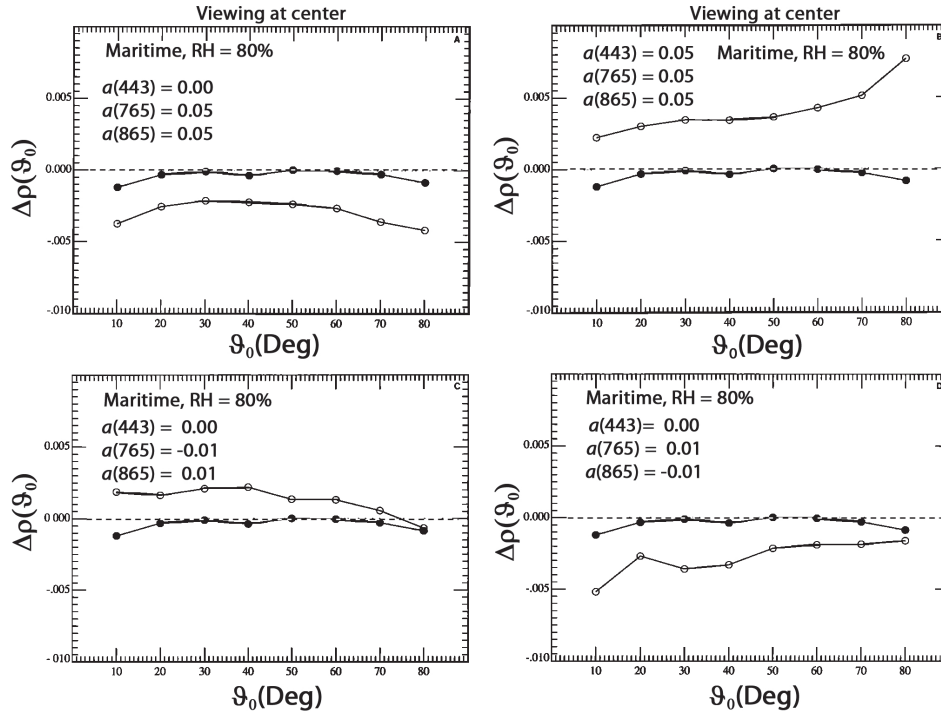 Viewing at center
Viewing at center
A
Maritime, RH = 80%
a(443) = 0.00
a(765) = 0.05
a(865) = 0.05
0.005
0.000
-.005
-.010
Δρ(ϑ₀)
10 20 30 40 50 60 70 80
ϑ₀(Deg)
B
a(443) = 0.05
Maritime, RH = 80%
a(765) = 0.05
a(865) = 0.05
0.005
0.000
-.005
-.010
Δρ(ϑ₀)
10 20 30 40 50 60 70 80
ϑ₀(Deg)
C
Maritime, RH = 80%
a(443) = 0.00
a(765) = -0.01
a(865) = 0.01
0.005
0.000
-.005
-010
Δρ(ϑ₀)
10 20 30 40 50 60 70 80
ϑ₀(Deg)
D
Maritime, RH = 80%
a(443)= 0.00
a(765) = 0.01
a(865) = -0.01
0.005
0.000
-.005
-.010
Δρ(ϑ₀)
10 20 30 40 50 60 70 80
ϑ₀(Deg)